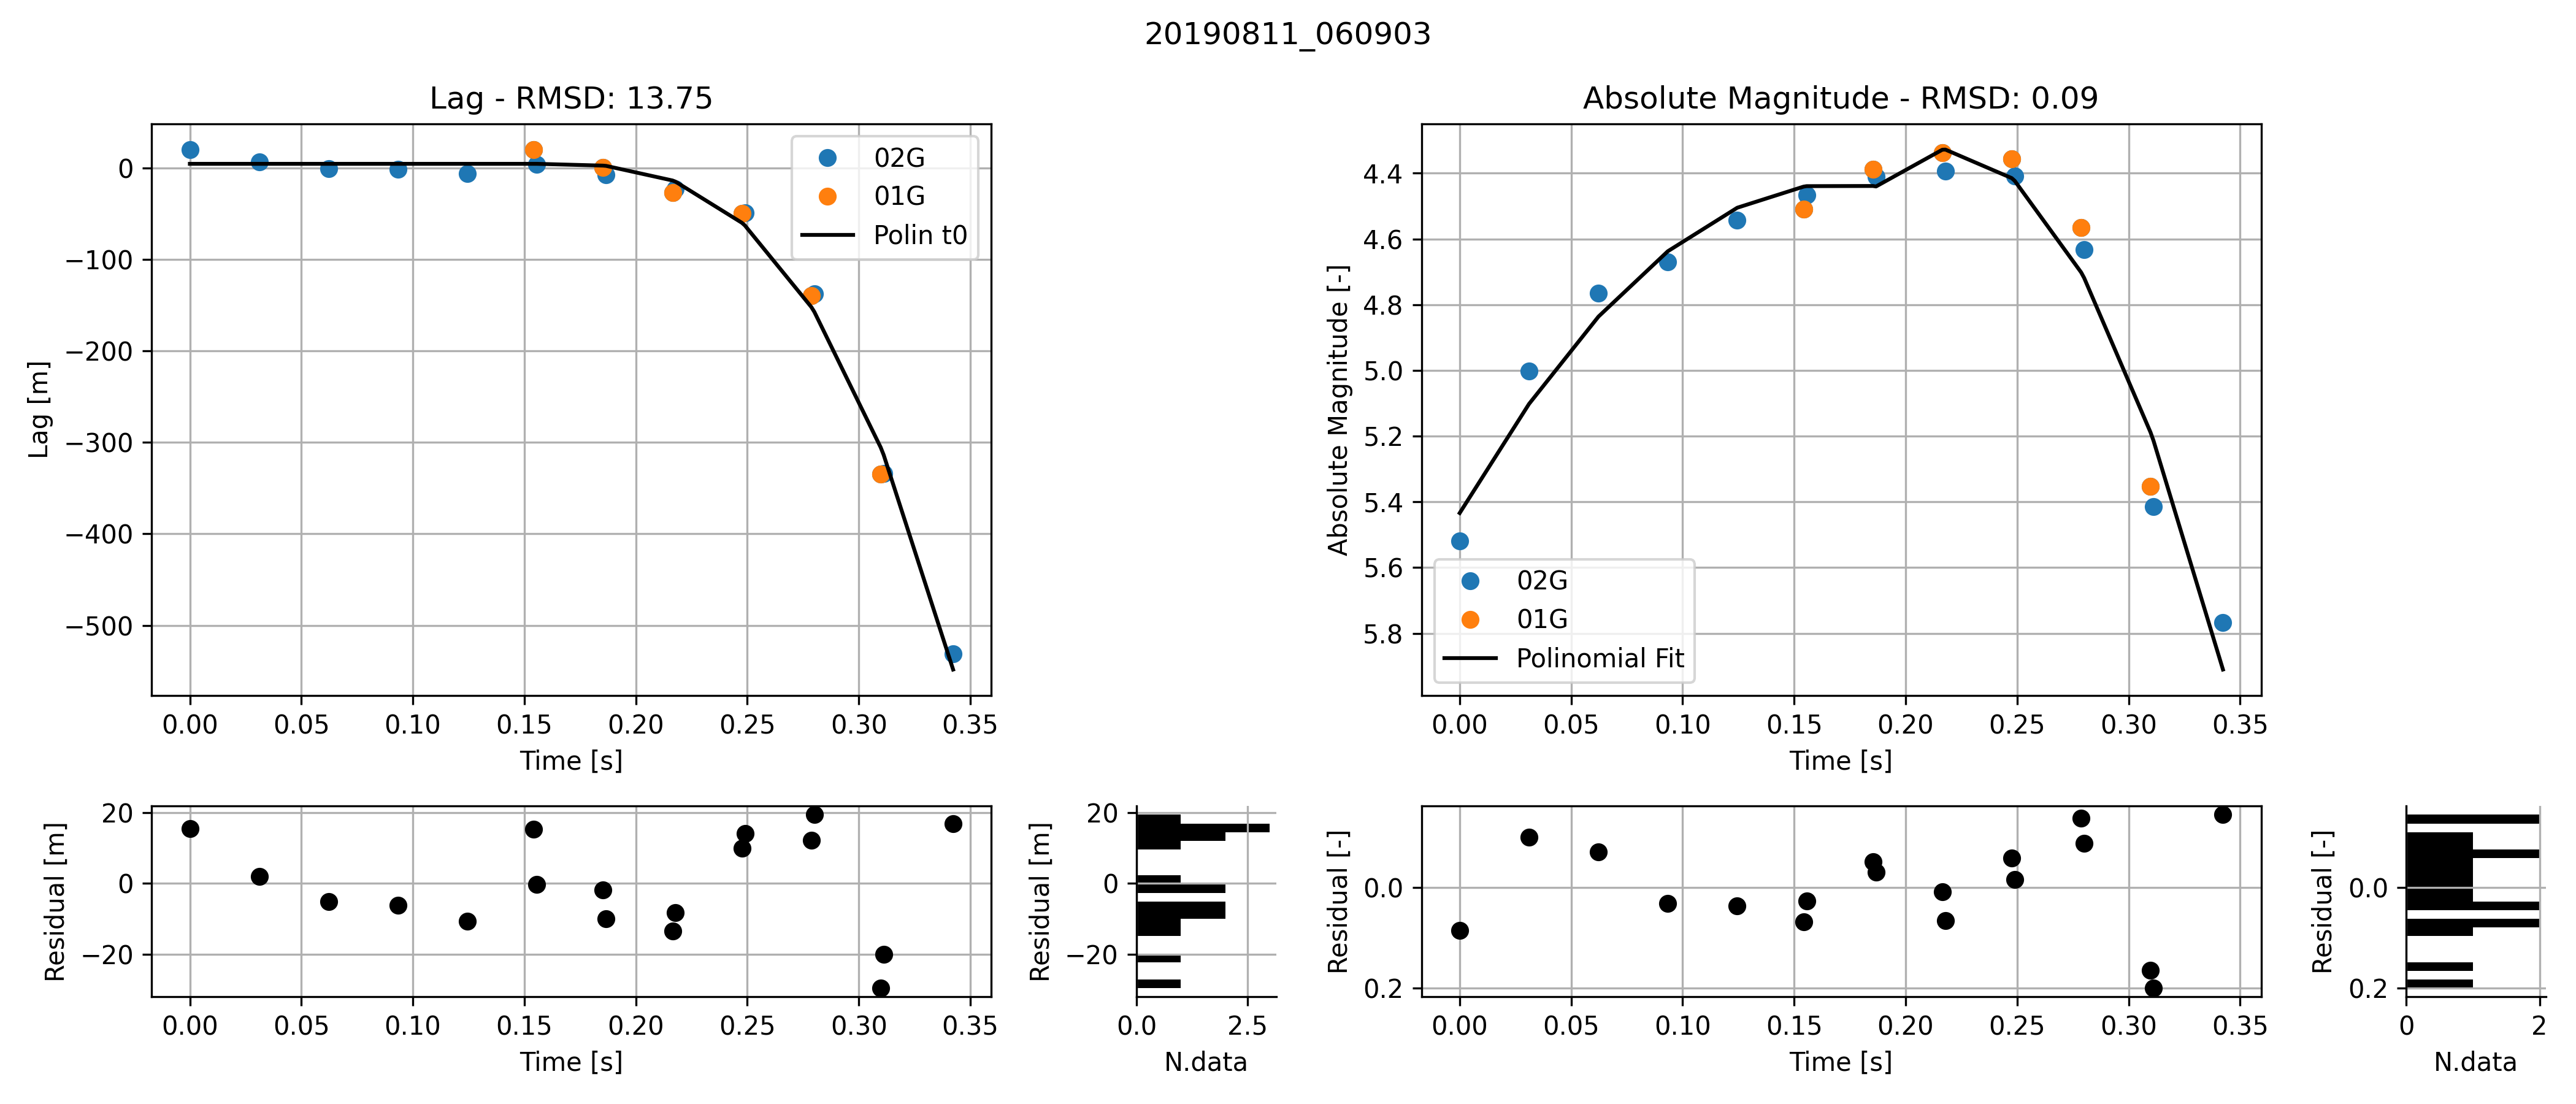 20190811_060903
Lag - RMSD: 13.75
Lag [m]
0
−100
−200
−300
−400
−500
02G
01G
Polin t0
0.00 0.05 0.10 0.15 0.20 0.25 0.30 0.35
Time [s]
Absolute Magnitude - RMSD: 0.09
Absolute Magnitude [-]
4.4
4.6
4.8
5.0
5.2
5.4
5.6
5.8
02G
01G
Polinomial Fit
0.00 0.05 0.10 0.15 0.20 0.25 0.30 0.35
Time [s]
Residual [m]
20
0
−20
0.00 0.05 0.10 0.15 0.20 0.25 0.30 0.35
Time [s]
Residual [m]
20
0
−20
0.0 2.5
N.data
Residual [-]
0.0
0.2
0.00 0.05 0.10 0.15 0.20 0.25 0.30 0.35
Time [s]
Residual [-]
0.0
0.2
0 2
N.data